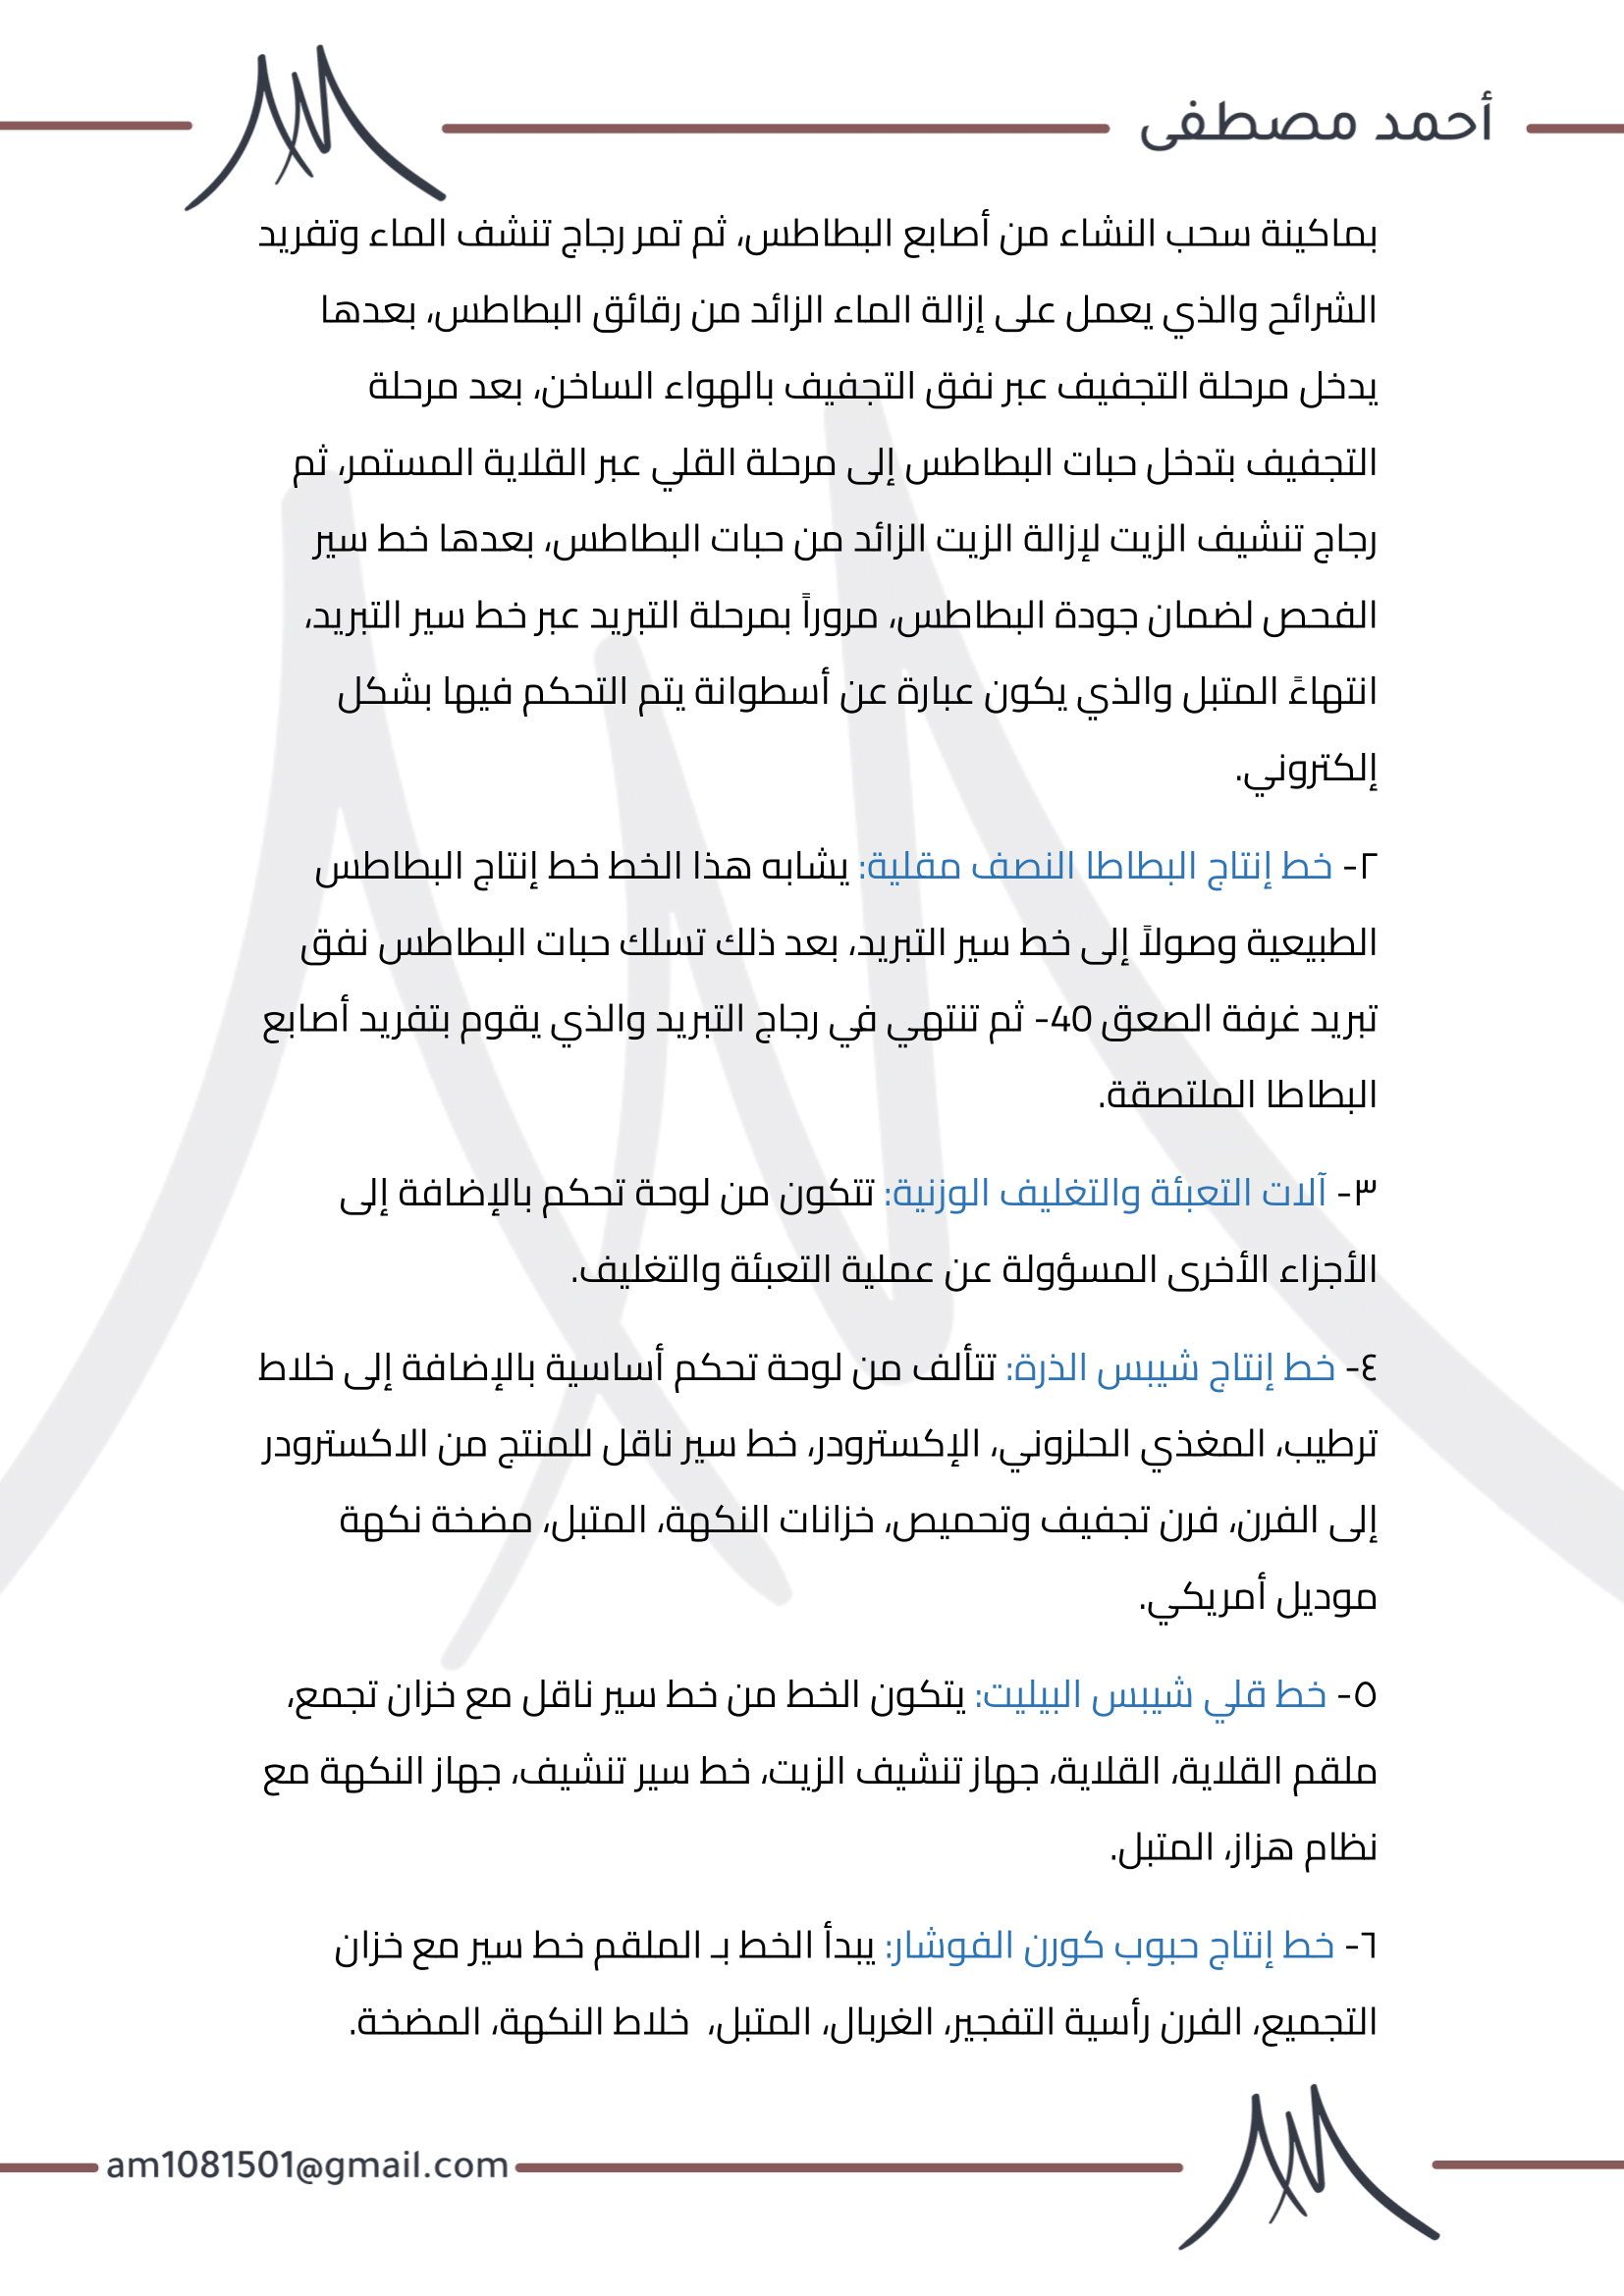 أحمد مصطفى
بماكينة سحب النشاء من أصابع البطاطس، ثم تمر رجاج تنشف الماء وتفريد
الشرائح والذي يعمل على إزالة الماء الزائد من رقائق البطاطس، بعدها
يدخل مرحلة التجفيف عبر نفق التجفيف بالهواء الساخن، بعد مرحلة
التجفيف بتدخل حبات البطاطس إلى مرحلة القلي عبر القلاية المستمر، ثم
رجاج تنشيف الزيت لإزالة الزيت الزائد من حبات البطاطس، بعدها خط سير
الفحص لضمان جودة البطاطس، مروراً بمرحلة التبريد عبر خط سير التبريد،
انتهاءً المتبل والذي يكون عبارة عن أسطوانة يتم التحكم فيها بشكل
إلكتروني.
٢- خط إنتاج البطاطا النصف مقلية: يشابه هذا الخط خط إنتاج البطاطس
الطبيعية وصولاً إلى خط سير التبريد، بعد ذلك تسلك حبات البطاطس نفق
تبريد غرفة الصعق 40- ثم تنتهي في رجاج التبريد والذي يقوم بتفريد أصابع
البطاطا الملتصقة.
٣- آلات التعبئة والتغليف الوزنية: تتكون من لوحة تحكم بالإضافة إلى
الأجزاء الأخرى المسؤولة عن عملية التعبئة والتغليف.
٤- خط إنتاج شيبس الذرة: تتألف من لوحة تحكم أساسية بالإضافة إلى خلاط
ترطيب، المغذي الحلزوني، الإكسترودر، خط سير ناقل للمنتج من الاكسترودر
إلى الفرن، فرن تجفيف وتحميص، خزانات النكهة، المتبل، مضخة نكهة
موديل أمريكي.
٥- خط قلي شيبس البيليت: يتكون الخط من خط سير ناقل مع خزان تجمع،
ملقم القلاية، القلاية، جهاز تنشيف الزيت، خط سير تنشيف، جهاز النكهة مع
نظام هزاز، المتبل.
٦- خط إنتاج حبوب كورن الفوشار: يبدأ الخط بـ الملقم خط سير مع خزان
التجميع، الفرن رأسية التفجير، الغربال، المتبل، خلاط النكهة، المضخة.
am1081501@gmail.com